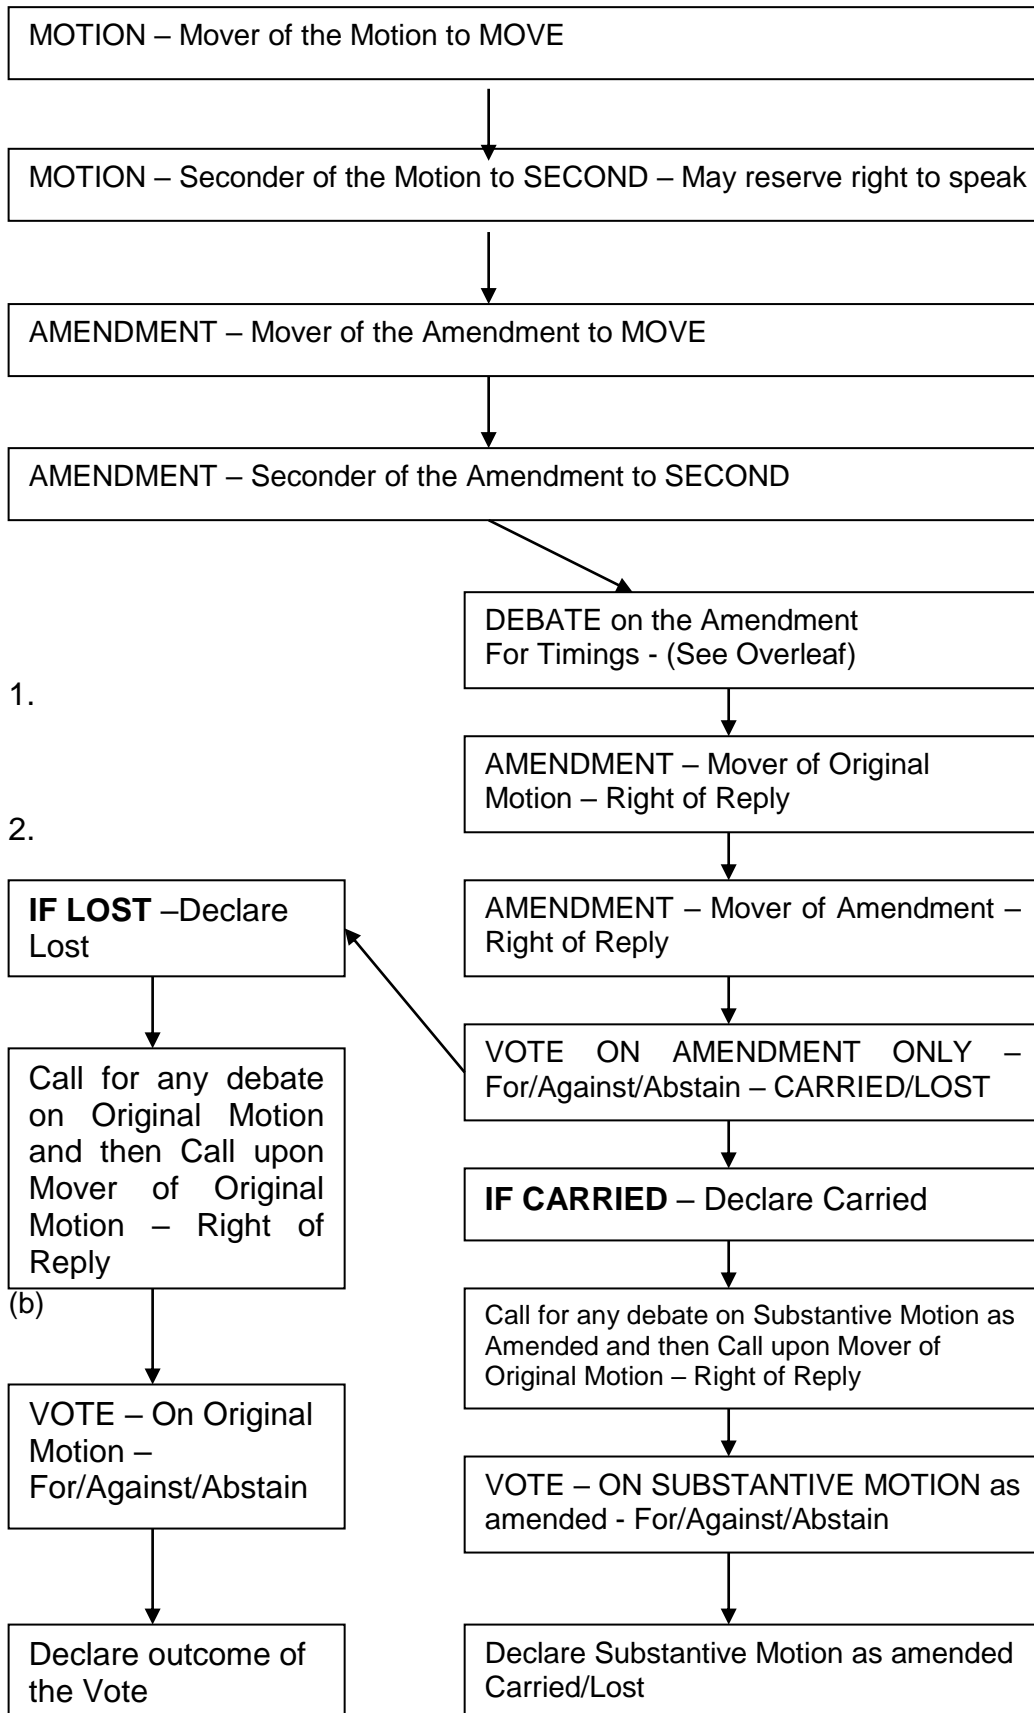 MOTION – Mover of the Motion to MOVE
MOTION – Seconder of the Motion to SECOND – May reserve right to speak
AMENDMENT – Mover of the Amendment to MOVE
AMENDMENT – Seconder of the Amendment to SECOND
DEBATE on the Amendment
For Timings - (See Overleaf)
1.
AMENDMENT – Mover of Original
Motion – Right of Reply
2.
AMENDMENT – Mover of Amendment –
Right of Reply
VOTE ON AMENDMENT ONLY –
For/Against/Abstain – CARRIED/LOST
IF LOST –Declare
Lost
Call for any debate
on Original Motion
and then Call upon
Mover of Original
Motion – Right of
Reply
(b)
VOTE – On Original
Motion –
For/Against/Abstain
Declare outcome of
the Vote
IF CARRIED – Declare Carried
Call for any debate on Substantive Motion as
Amended and then Call upon Mover of
Original Motion – Right of Reply
VOTE – ON SUBSTANTIVE MOTION as
amended - For/Against/Abstain
Declare Substantive Motion as amended
Carried/Lost